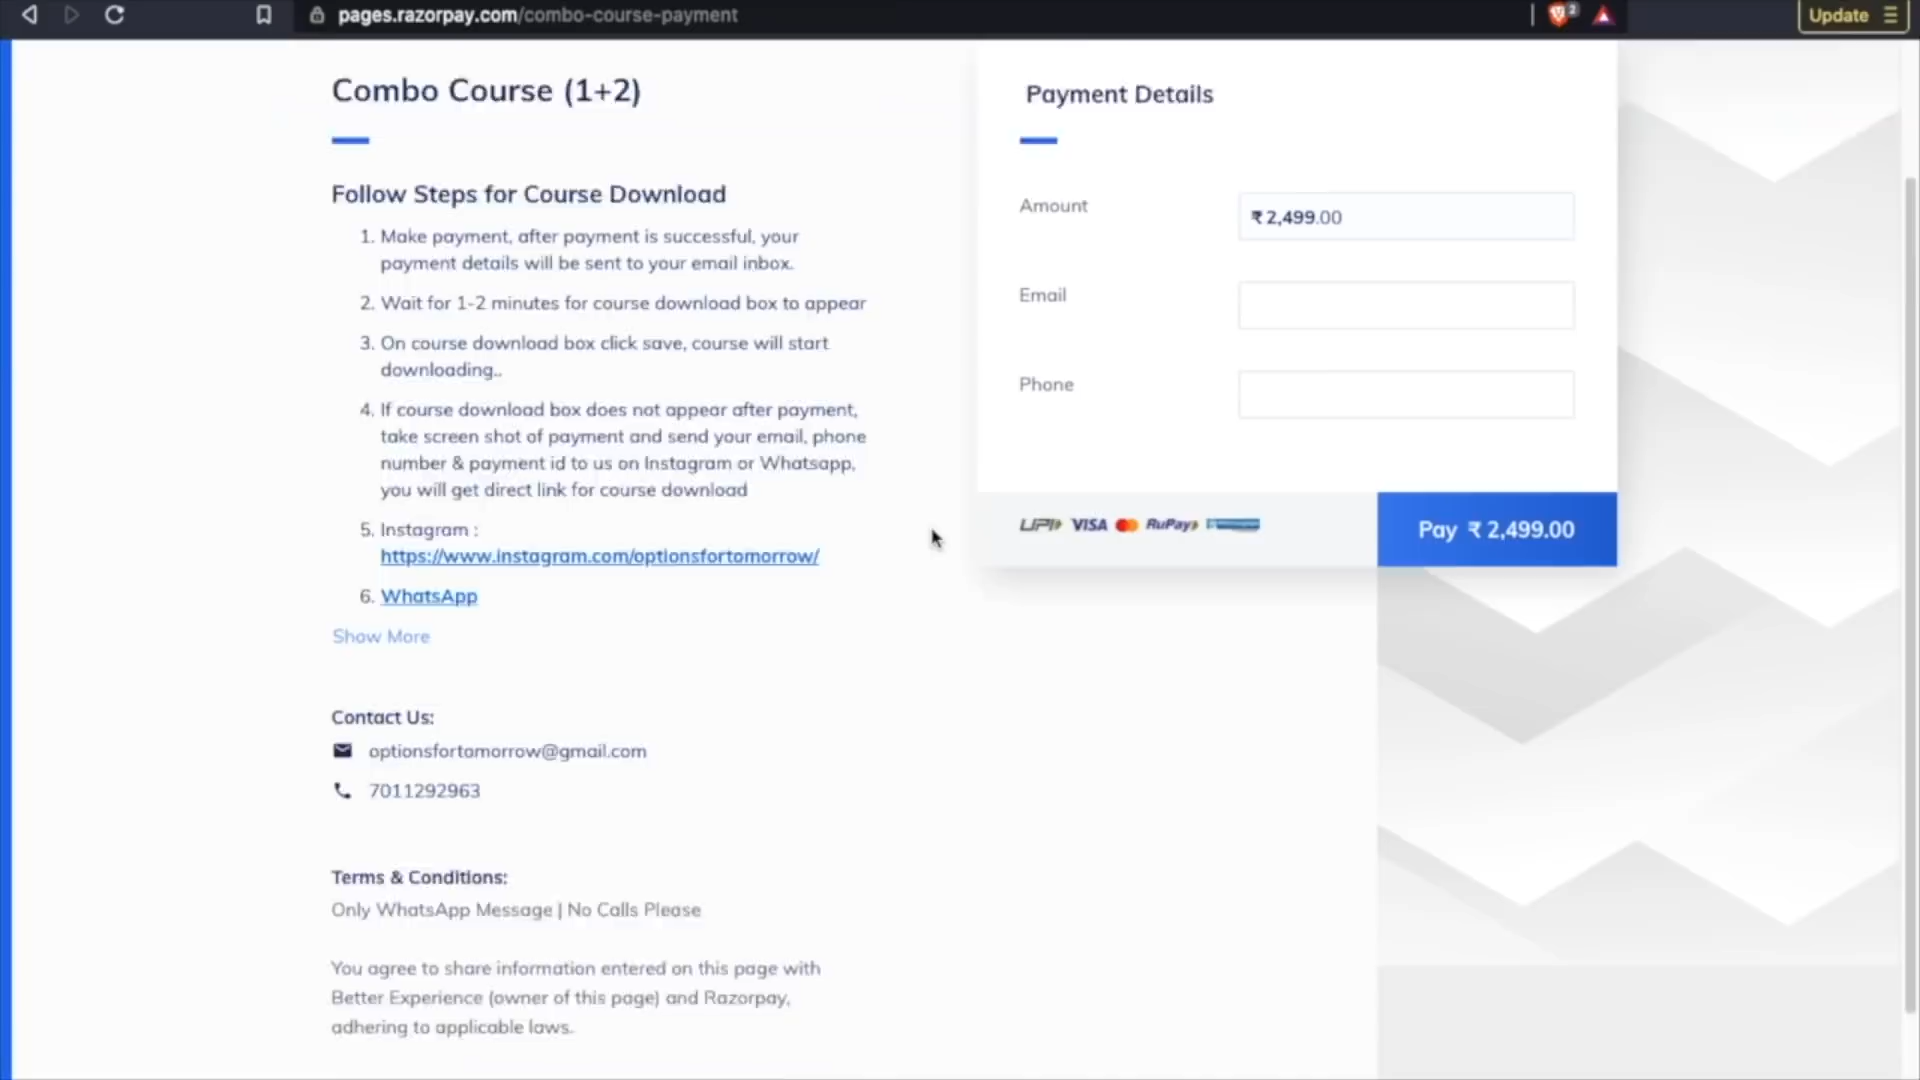 pages.razorpay.com/combo-course-payment
2
Update
Combo Course (1+2)
Follow Steps for Course Download
1. Make payment, after payment is successful, your
payment details will be sent to your email inbox.
2. Wait for 1-2 minutes for course download box to appear
3. On course download box click save, course will start
downloading..
4. If course download box does not appear after payment,
take screen shot of payment and send your email, phone
number & payment id to us on Instagram or Whatsapp,
you will get direct link for course download
5. Instagram :
https://www.instagram.com/optionsfortomorrow/
6. WhatsApp
Show More
Contact Us:
optionsfortomorrow@gmail.com
7011292963
Terms & Conditions:
Only WhatsApp Message | No Calls Please
You agree to share information entered on this page with
Better Experience (owner of this page) and Razorpay,
adhering to applicable laws.
Payment Details
Amount
₹ 2,499.00
Email
Phone
UPI VISA RuPay
Pay ₹ 2,499.00